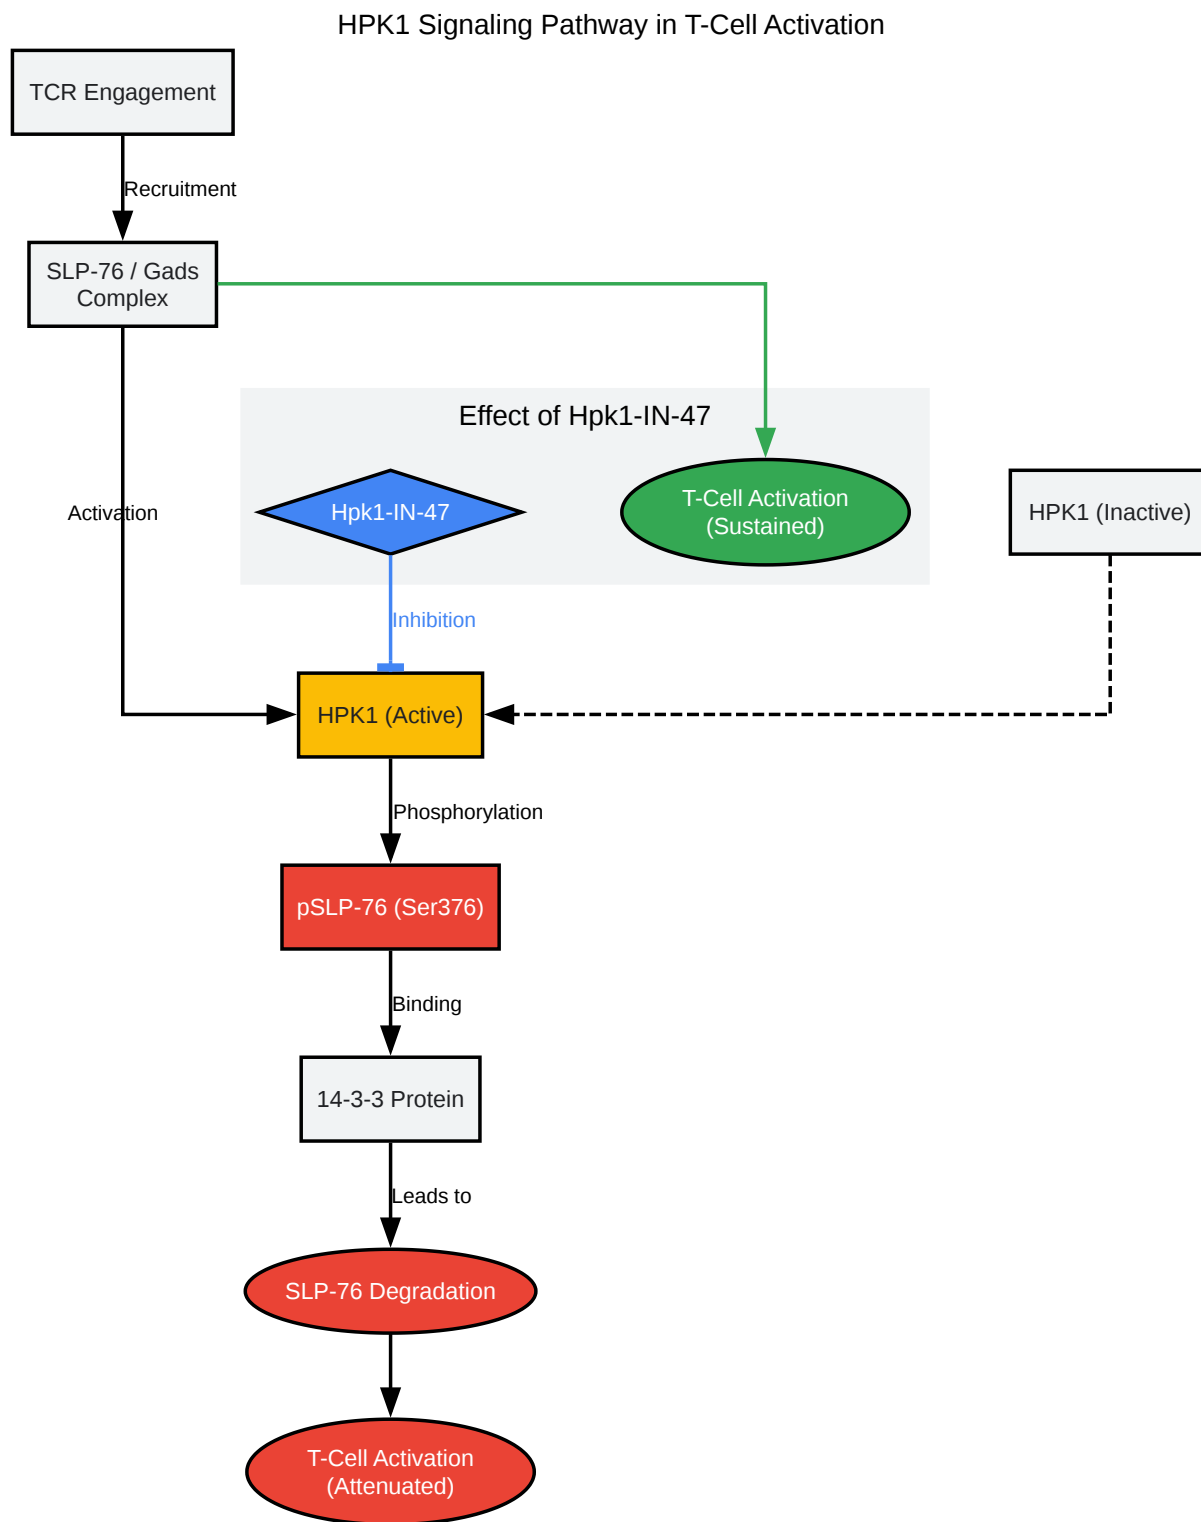 HPK1 Signaling Pathway in T-Cell Activation
TCR Engagement
Recruitment
SLP-76 / Gads
Complex
Effect of Hpk1-IN-47
Activation
Hpk1-IN-47
T-Cell Activation
(Sustained)
HPK1 (Inactive)
Inhibition
HPK1 (Active)
Phosphorylation
pSLP-76 (Ser376)
Binding
14-3-3 Protein
Leads to
SLP-76 Degradation
T-Cell Activation
(Attenuated)